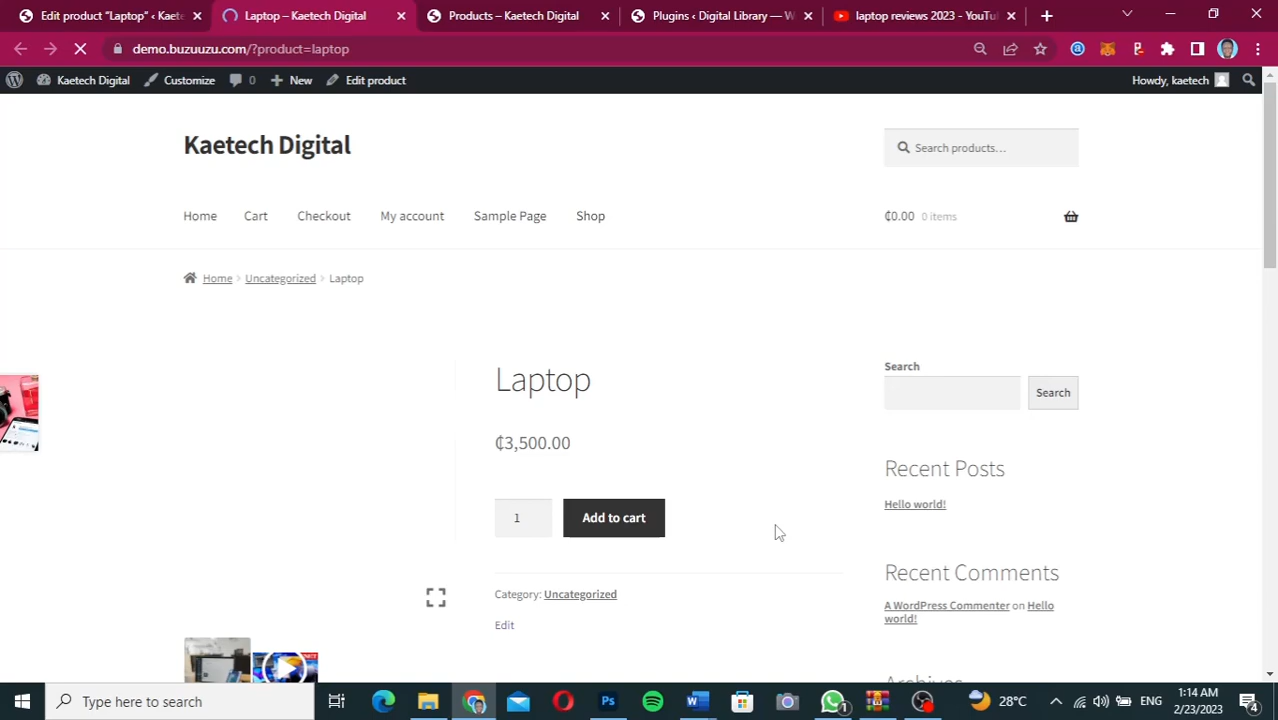 Edit product “Laptop” ‹ Kaet
Laptop – Kaetech Digital
Products – Kaetech Digital
Plugins ‹ Digital Library — W
laptop reviews 2023 - YouTu
demo.buzuuzu.com/?product=laptop
Kaetech Digital
Customize
0
New
Edit product
Howdy, kaetech
Kaetech Digital
Search products…
Home
Cart
Checkout
My account
Sample Page
Shop
₵0.00 0 items
Home › Uncategorized › Laptop
Laptop
₵3,500.00
1
Add to cart
Category: Uncategorized
Edit
Search
Search
Recent Posts
Hello world!
Recent Comments
A WordPress Commenter on Hello
world!
Type here to search
1
28°C
ENG
1:14 AM
2/23/2023
4